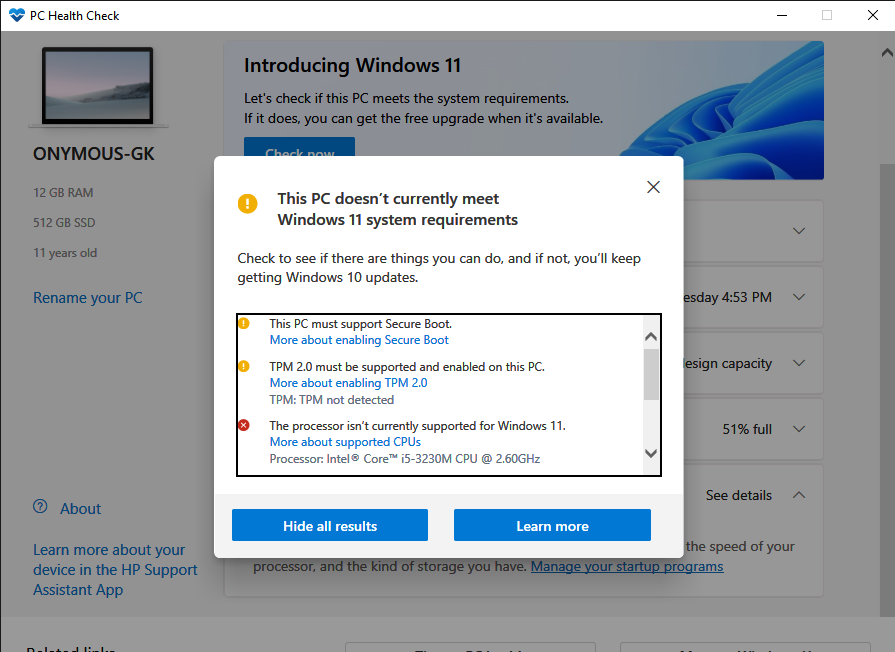 PC Health Check
ONYMOUS-GK
12 GB RAM
512 GB SSD
11 years old
Rename your PC
About
Learn more about your
device in the HP Support
Assistant App
Introducing Windows 11
Let's check if this PC meets the system requirements.
If it does, you can get the free upgrade when it's available.
Check now
This PC doesn't currently meet
Windows 11 system requirements
Check to see if there are things you can do, and if not, you'll keep
getting Windows 10 updates.
This PC must support Secure Boot.
More about enabling Secure Boot
TPM 2.0 must be supported and enabled on this PC.
More about enabling TPM 2.0
TPM: TPM not detected
The processor isn't currently supported for Windows 11.
More about supported CPUs
Processor: Intel® Core™ i5-3230M CPU @ 2.60GHz
Hide all results
Learn more
esday 4:53 PM
esign capacity
51% full
See details
the speed of your
processor, and the kind of storage you have. Manage your startup programs
Related links